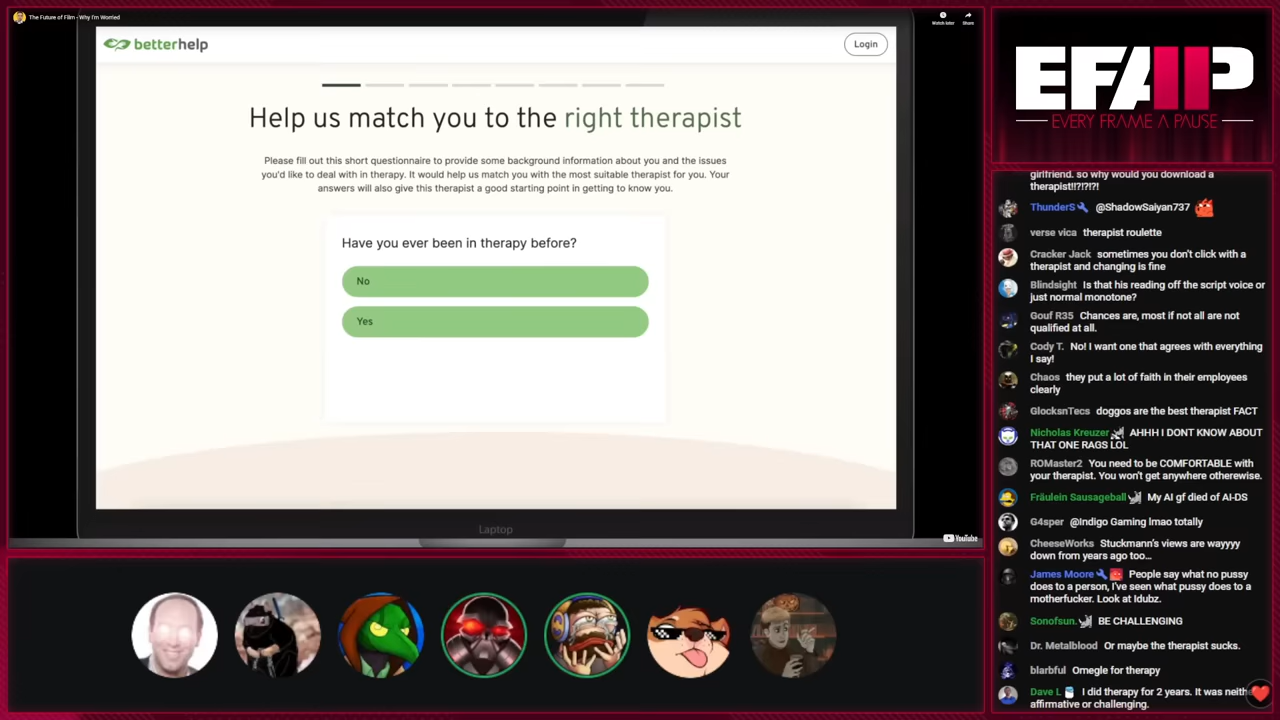 The Future of Film - Why I'm Worried
Watch later
Share
betterhelp
Login
Help us match you to the right therapist
Please fill out this short questionnaire to provide some background information about you and the issues
you'd like to deal with in therapy. It would help us match you with the most suitable therapist for you. Your
answers will also give this therapist a good starting point in getting to know you.
Have you ever been in therapy before?
No
Yes
Laptop
YouTube
EFAP
EVERY FRAME A PAUSE
girlfriend. so why would you download a
therapist!!?!?!?!
ThunderS @ShadowSaiyan737
verse vica therapist roulette
Cracker Jack sometimes you don't click with a
therapist and changing is fine
Blindsight Is that his reading off the script voice or
just normal monotone?
Gouf R35 Chances are, most if not all are not
qualified at all.
Cody T. No! I want one that agrees with everything
I say!
Chaos they put a lot of faith in their employees
clearly
GlocksnTecs doggos are the best therapist FACT
Nicholas Kreuzer AHHH I DONT KNOW ABOUT
THAT ONE RAGS LOL
ROMaster2 You need to be COMFORTABLE with
your therapist. You won't get anywhere otherewise.
Fräulein Sausageball My AI gf died of AI-DS
G4sper @Indigo Gaming lmao totally
CheeseWorks Stuckmann's views are wayyyy
down from years ago too...
James Moore People say what no pussy
does to a person, I've seen what pussy does to a
motherfucker. Look at Idubz.
Sonofsun. BE CHALLENGING
Dr. Metalblood Or maybe the therapist sucks.
blarbful Omegle for therapy
Dave L I did therapy for 2 years. It was neithe
affirmative or challenging.